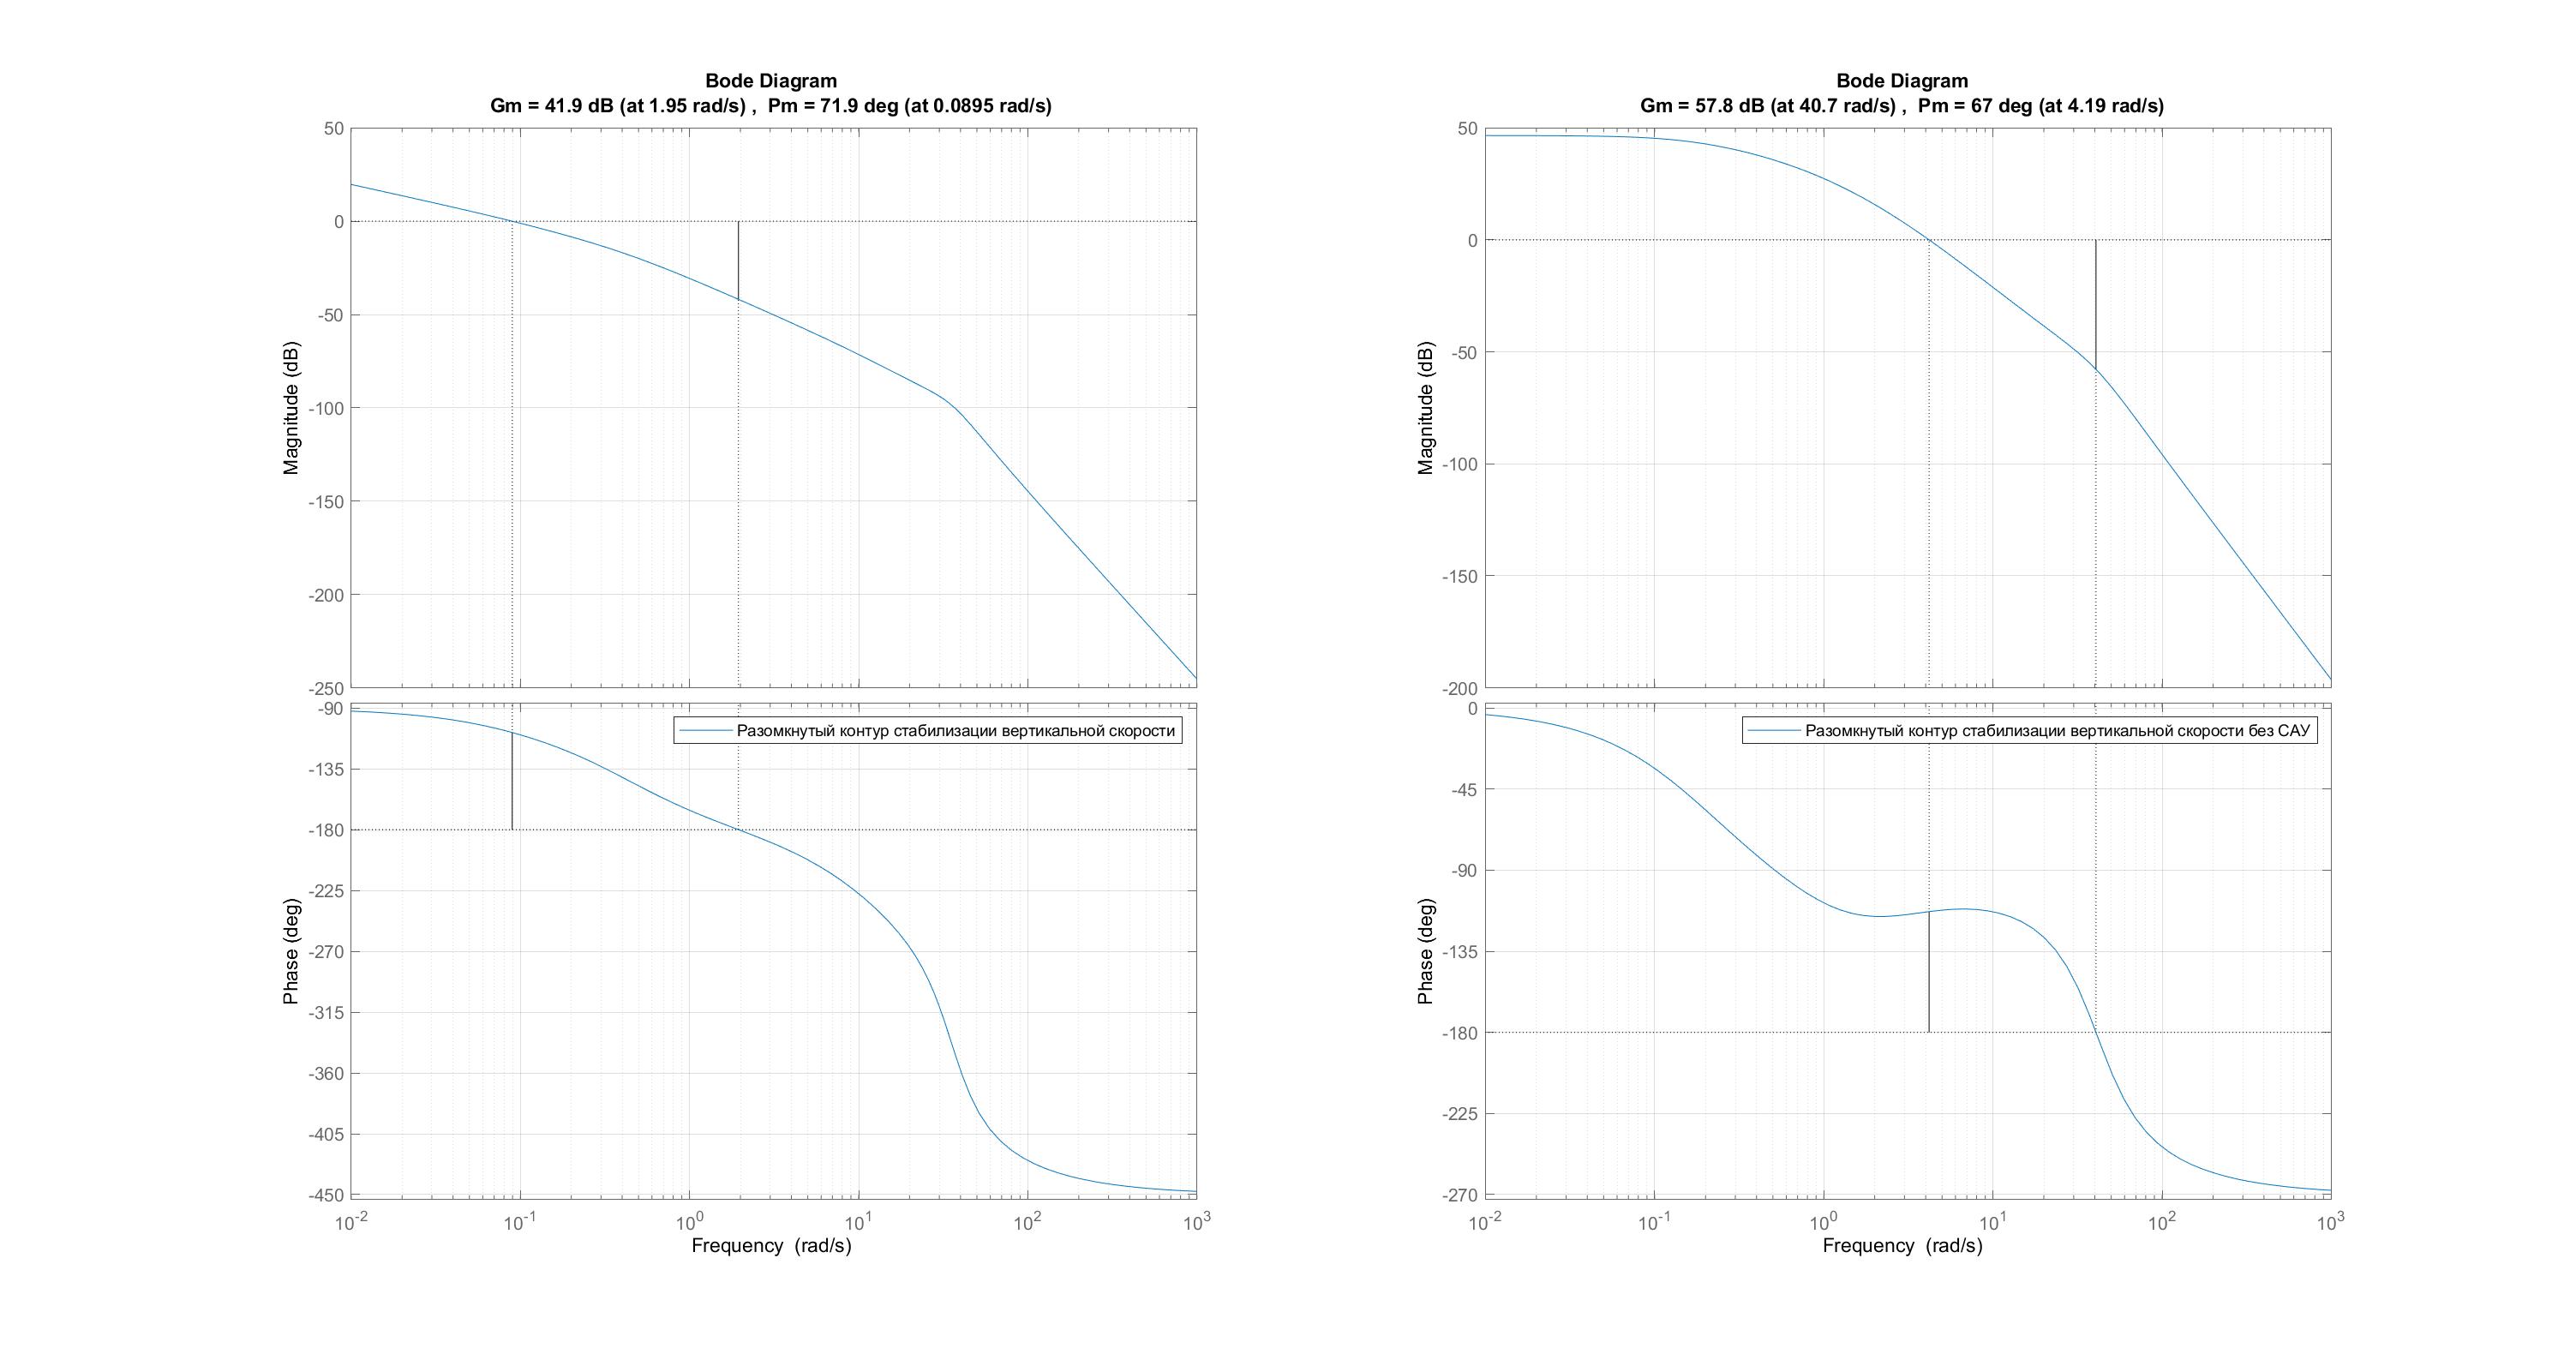 Bode Diagram
Gm = 41.9 dB (at 1.95 rad/s) ,  Pm = 71.9 deg (at 0.0895 rad/s)
50
0
-50
-100
-150
-200
-250
Magnitude (dB)
-90
-135
-180
-225
-270
-315
-360
-405
-450
Phase (deg)
Разомкнутый контур стабилизации вертикальной скорости
10^-2 10^-1 10^0 10^1 10^2 10^3
Frequency  (rad/s)
Bode Diagram
Gm = 57.8 dB (at 40.7 rad/s) ,  Pm = 67 deg (at 4.19 rad/s)
50
0
-50
-100
-150
-200
Magnitude (dB)
0
-45
-90
-135
-180
-225
-270
Phase (deg)
Разомкнутый контур стабилизации вертикальной скорости без САУ
10^-2 10^-1 10^0 10^1 10^2 10^3
Frequency  (rad/s)